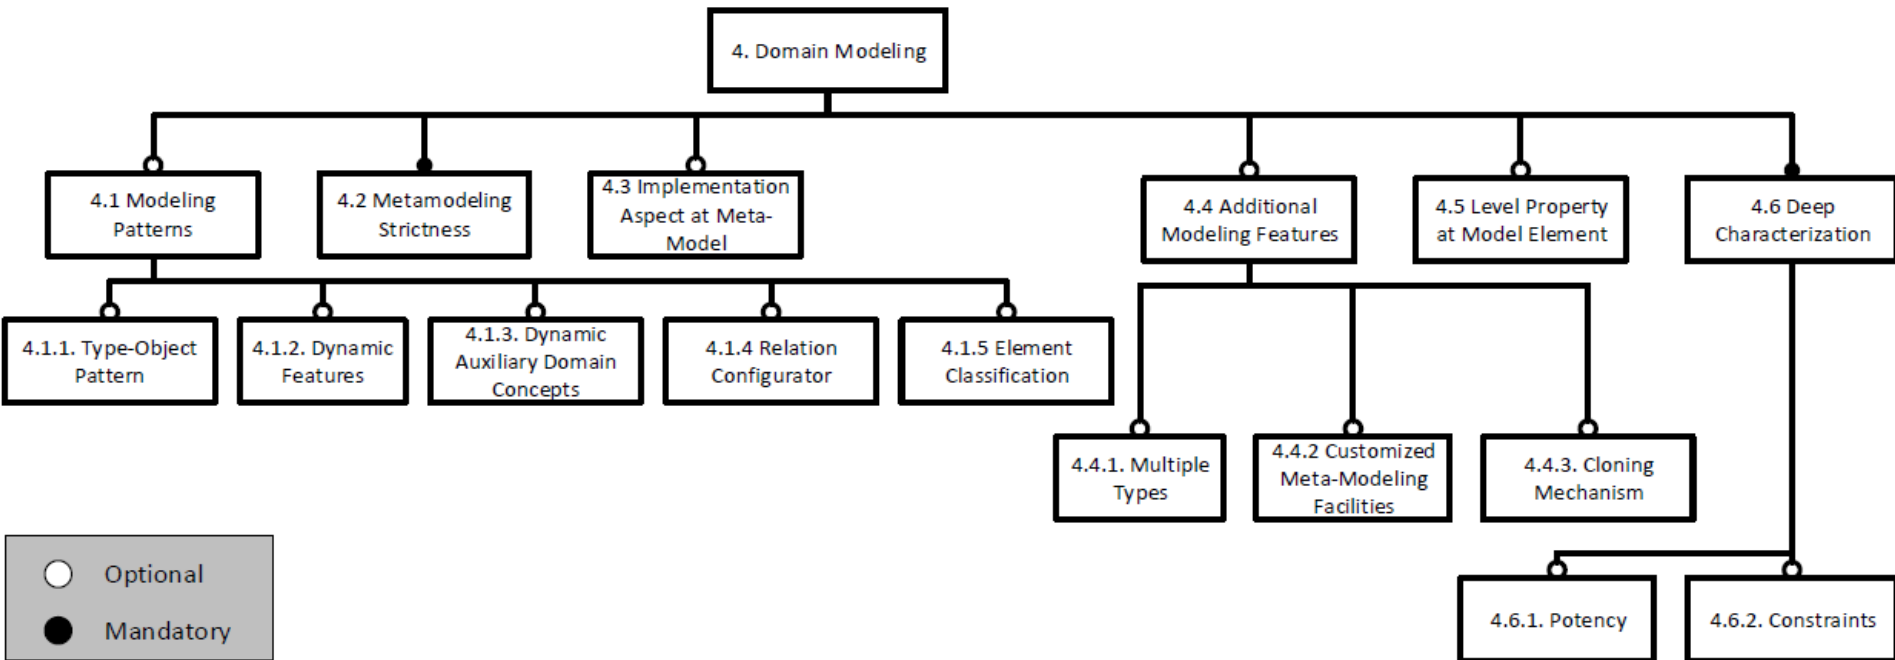 4. Domain Modeling
4.1 Modeling
Patterns
4.2 Metamodeling
Strictness
4.3 Implementation
Aspect at Meta-
Model
4.4 Additional
Modeling Features
4.5 Level Property
at Model Element
4.6 Deep
Characterization
4.1.1. Type-Object
Pattern
4.1.2. Dynamic
Features
4.1.3. Dynamic
Auxiliary Domain
Concepts
4.1.4 Relation
Configurator
4.1.5 Element
Classification
4.4.1. Multiple
Types
4.4.2 Customized
Meta-Modeling
Facilities
4.4.3. Cloning
Mechanism
4.6.1. Potency
4.6.2. Constraints
Optional
Mandatory